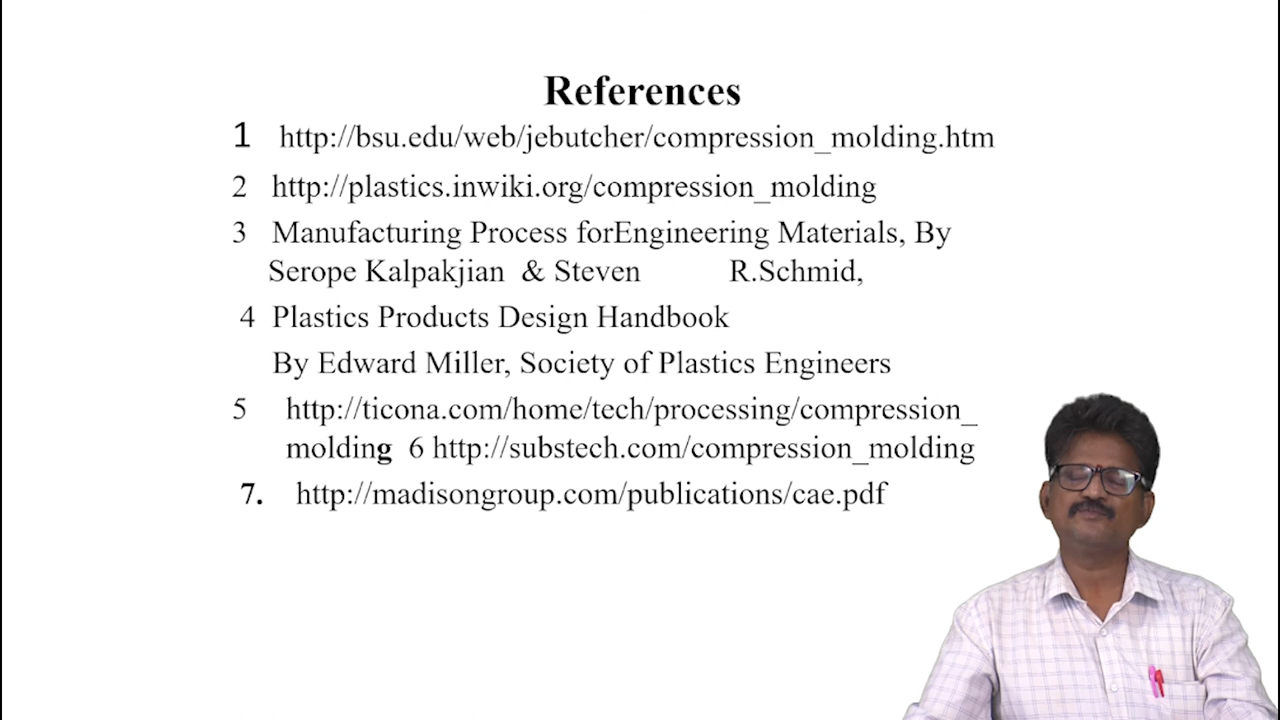 References
1 http://bsu.edu/web/jebutcher/compression_molding.htm
2 http://plastics.inwiki.org/compression_molding
3 Manufacturing Process forEngineering Materials, By
Serope Kalpakjian & Steven R.Schmid,
4 Plastics Products Design Handbook
By Edward Miller, Society of Plastics Engineers
5 http://ticona.com/home/tech/processing/compression_
molding 6 http://substech.com/compression_molding
7. http://madisongroup.com/publications/cae.pdf